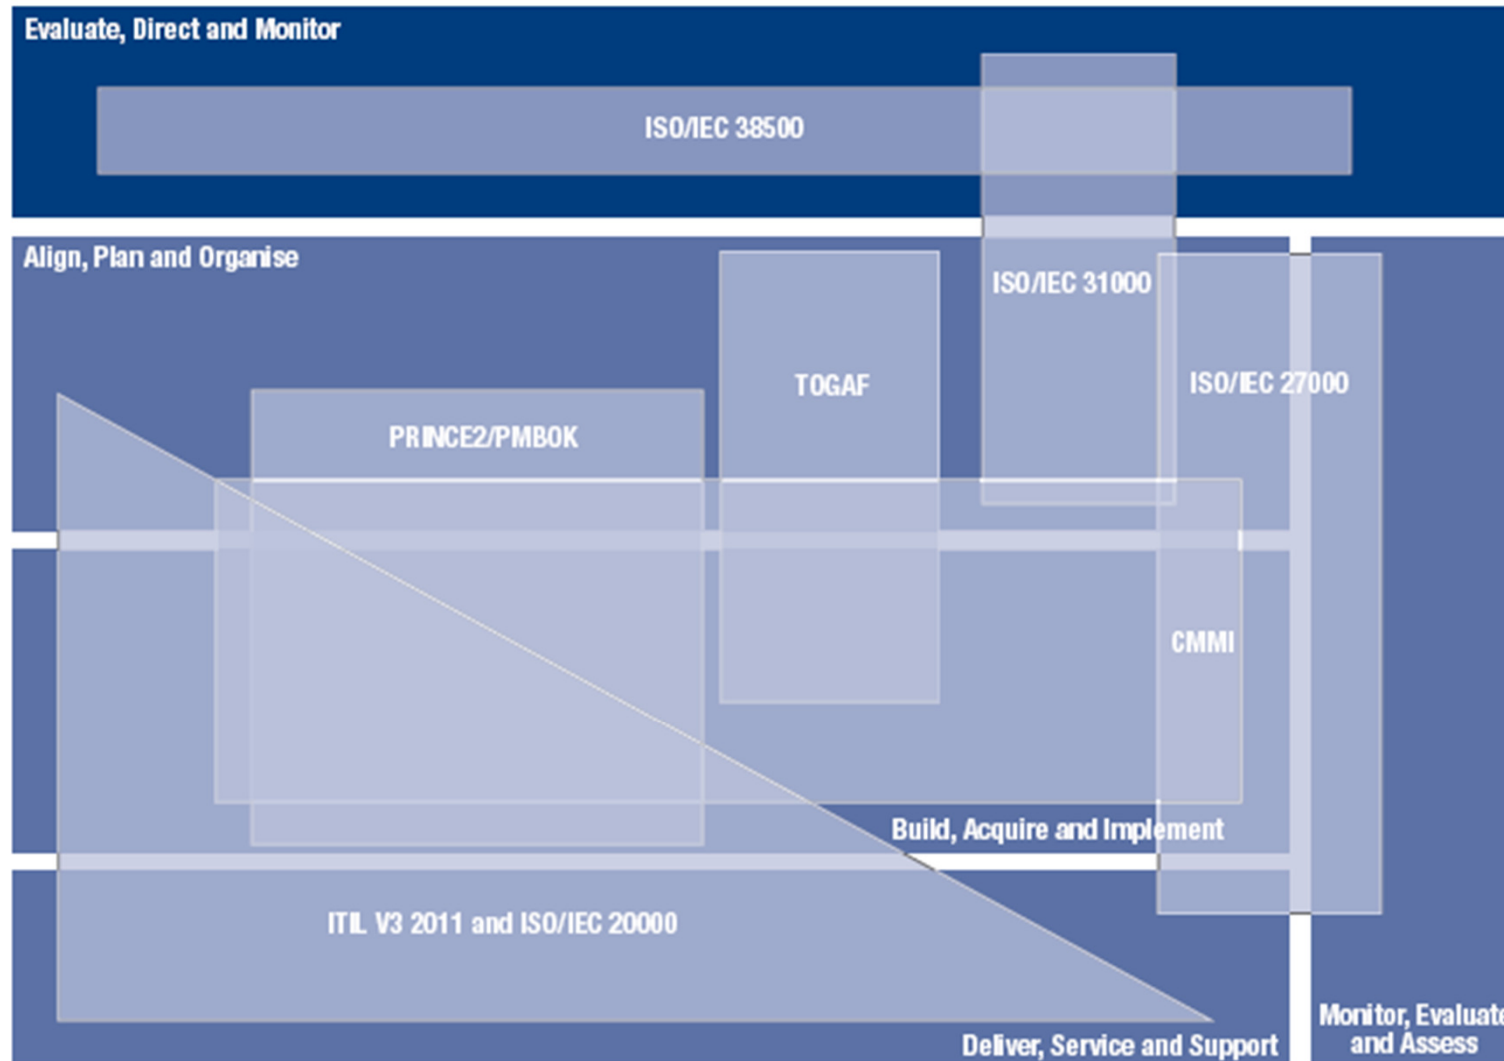 Evaluate, Direct and Monitor
ISO/IEC 38500
Align, Plan and Organise
ISO/IEC 31000
TOGAF
ISO/IEC 27000
PRINCE2/PMBOK
CMMI
Build, Acquire and Implement
ITIL V3 2011 and ISO/IEC 20000
Deliver, Service and Support
Monitor, Evaluate
and Assess